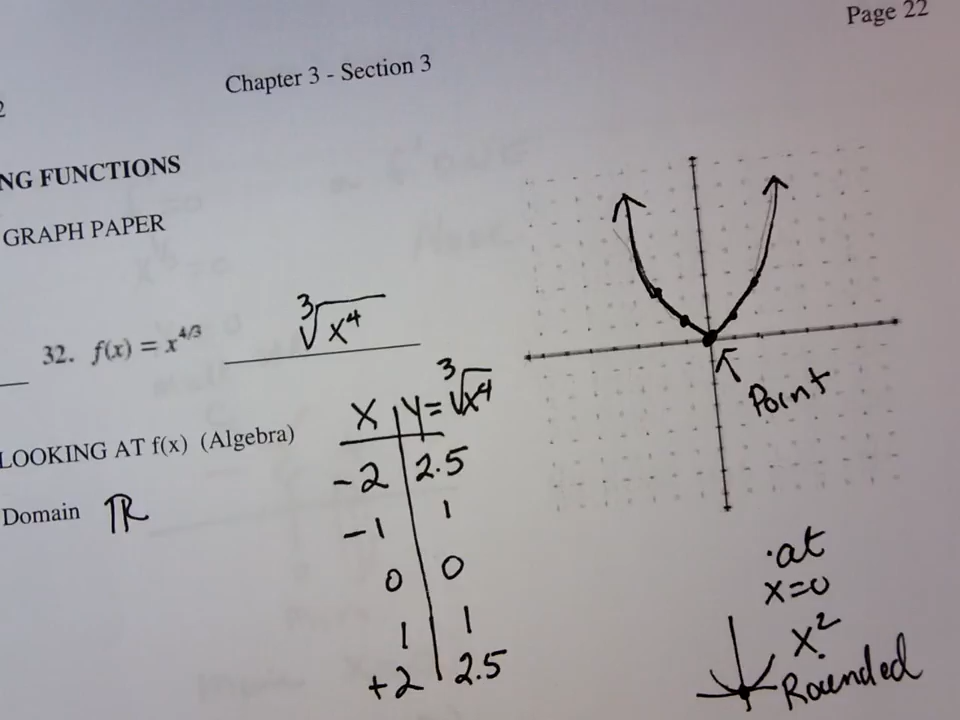 Page 22
Chapter 3 - Section 3
2
NG FUNCTIONS
GRAPH PAPER
32. f(x) = x^{4/3} ∛x⁴
LOOKING AT f(x) (Algebra)
Domain ℝ
X | Y = ∛x⁴
-2 | 2.5
-1 | 1
0 | 0
1 | 1
+2 | 2.5
Point
·at
x=0
x²
Rounded